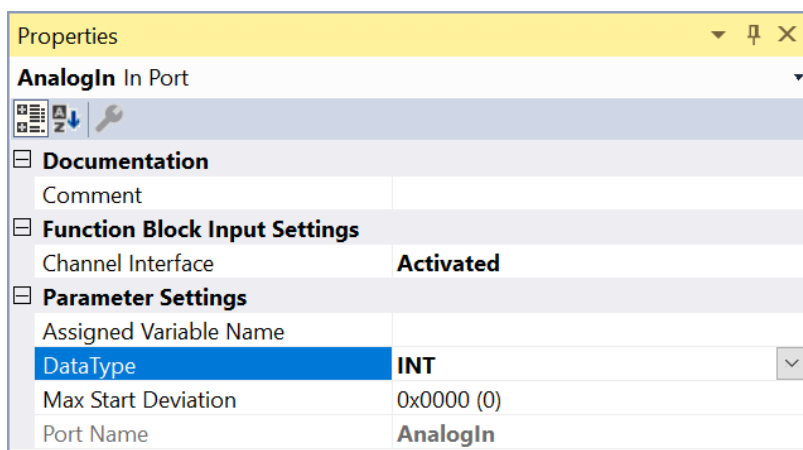 Properties
AnalogIn In Port
Documentation
Comment
Function Block Input Settings
Channel Interface Activated
Parameter Settings
Assigned Variable Name
DataType INT
Max Start Deviation 0x0000 (0)
Port Name AnalogIn